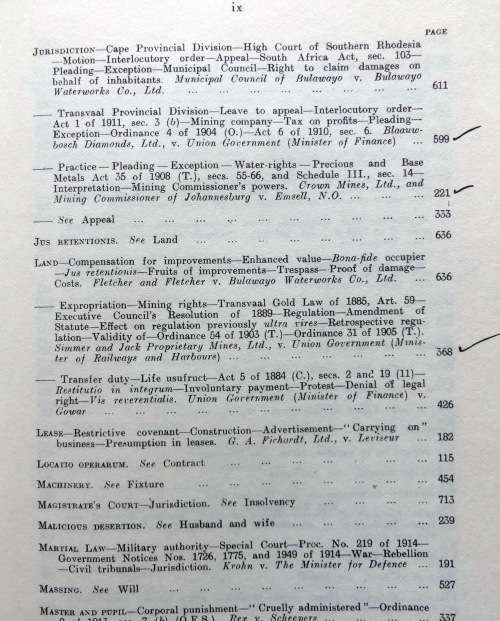 ix
PAGE
JURISDICTION—Cape Provincial Division—High Court of Southern Rhodesia
—Motion—Interlocutory order—Appeal—South Africa Act, sec. 103—
Pleading—Exception—Municipal Council—Right to claim damages on
behalf of inhabitants. Municipal Council of Bulawayo v. Bulawayo
Waterworks Co., Ltd. ... ... ... ... ... ... ... 611
—— Transvaal Provincial Division—Leave to appeal—Interlocutory order—
Act 1 of 1911, sec. 3 (b)—Mining company—Tax on profits—Pleading—
Exception—Ordinance 4 of 1904 (O.)—Act 6 of 1910, sec. 6. Blaauw-
bosch Diamonds, Ltd., v. Union Government (Minister of Finance) ... 599
—— Practice—Pleading—Exception—Water-rights—Precious and Base
Metals Act 35 of 1908 (T.), secs. 55-66, and Schedule III., sec. 14—
Interpretation—Mining Commissioner's powers. Crown Mines, Ltd., and
Mining Commissioner of Johannesburg v. Emsell, N.O. ... ... ... 221
—— See Appeal ... ... ... ... ... ... ... ... 333
JUS RETENTIONIS. See Land ... ... ... ... ... ... 636
LAND—Compensation for improvements—Enhanced value—Bona-fide occupier
—Jus retentionis—Fruits of improvements—Trespass—Proof of damage—
Costs. Fletcher and Fletcher v. Bulawayo Waterworks Co., Ltd. ... 636
—— Expropriation—Mining rights—Transvaal Gold Law of 1885, Art. 59—
Executive Council's Resolution of 1889—Regulation—Amendment of
Statute—Effect on regulation previously ultra vires—Retrospective regu-
lation—Validity of—Ordinance 54 of 1903 (T.)—Ordinance 31 of 1905 (T.).
Simmer and Jack Proprietary Mines, Ltd., v. Union Government (Minis-
ter of Railways and Harbours) ... ... ... ... ... ... 368
—— Transfer duty—Life usufruct—Act 5 of 1884 (C.), secs. 2 and 19 (11)—
Restitutio in integrum—Involuntary payment—Protest—Denial of legal
right—Vis reverentialis. Union Government (Minister of Finance) v.
Gowar ... ... ... ... ... ... ... ... ... 426
LEASE—Restrictive covenant—Construction—Advertisement—"Carrying on"
business—Presumption in leases. G. A. Fichardt, Ltd., v. Leviseur ... 182
LOCATIO OPERARUM. See Contract ... ... ... ... ... 115
MACHINERY. See Fixture ... ... ... ... ... ... 454
MAGISTRATE'S COURT—Jurisdiction. See Insolvency ... ... ... 713
MALICIOUS DESERTION. See Husband and wife ... ... ... ... 239
MARTIAL LAW—Military authority—Special Court—Proc. No. 219 of 1914—
Government Notices Nos. 1726, 1775, and 1949 of 1914—War—Rebellion
—Civil tribunals—Jurisdiction. Krohn v. The Minister for Defence ... 191
MASSING. See Will ... ... ... ... ... ... ... 527
MASTER AND PUPIL—Corporal punishment—"Cruelly administered"—Ordinance
(O.F.S.) Rex v. Scheepers ... ... ... ... 337